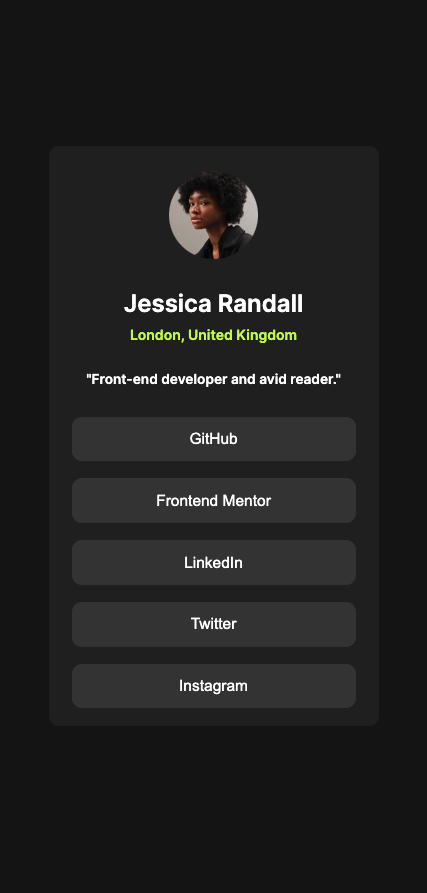 Jessica Randall
London, United Kingdom
"Front-end developer and avid reader."
GitHub
Frontend Mentor
LinkedIn
Twitter
Instagram